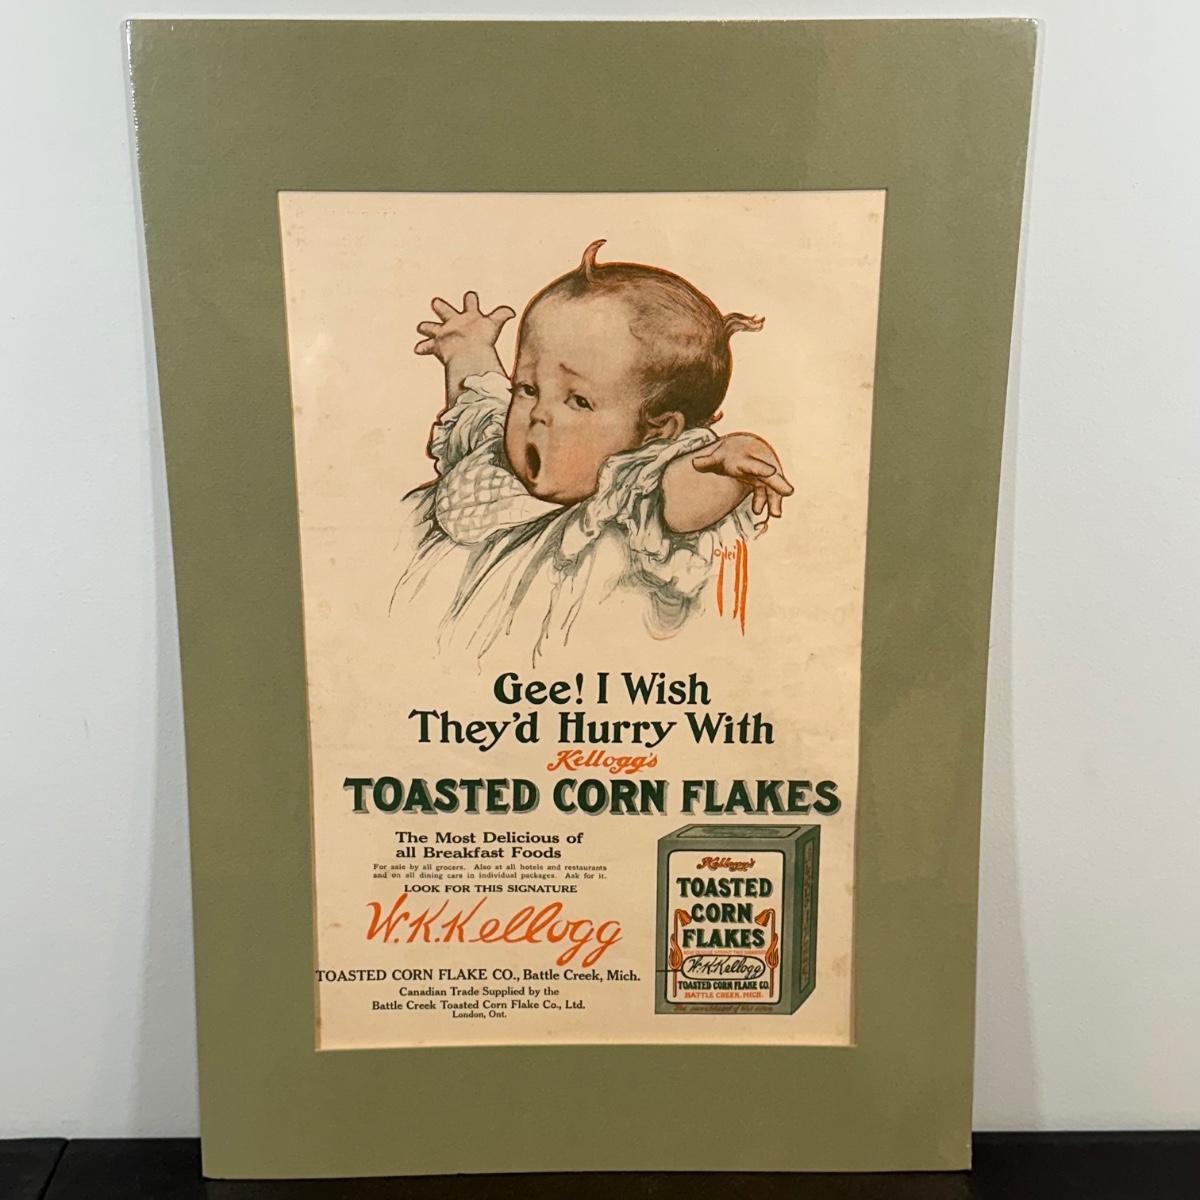 O'Neill
Gee! I Wish
They'd Hurry With
Kellogg's
TOASTED CORN FLAKES
The Most Delicious of
all Breakfast Foods
For sale by all grocers. Also at all hotels and restaurants
and on all dining cars in individual packages. Ask for it.
LOOK FOR THIS SIGNATURE
W.K.Kellogg
TOASTED CORN FLAKE CO., Battle Creek, Mich.
Canadian Trade Supplied by the
Battle Creek Toasted Corn Flake Co., Ltd.
London, Ont.
Kellogg's
TOASTED
CORN
FLAKES
W.K.Kellogg
TOASTED CORN FLAKE CO.
BATTLE CREEK, MICH.